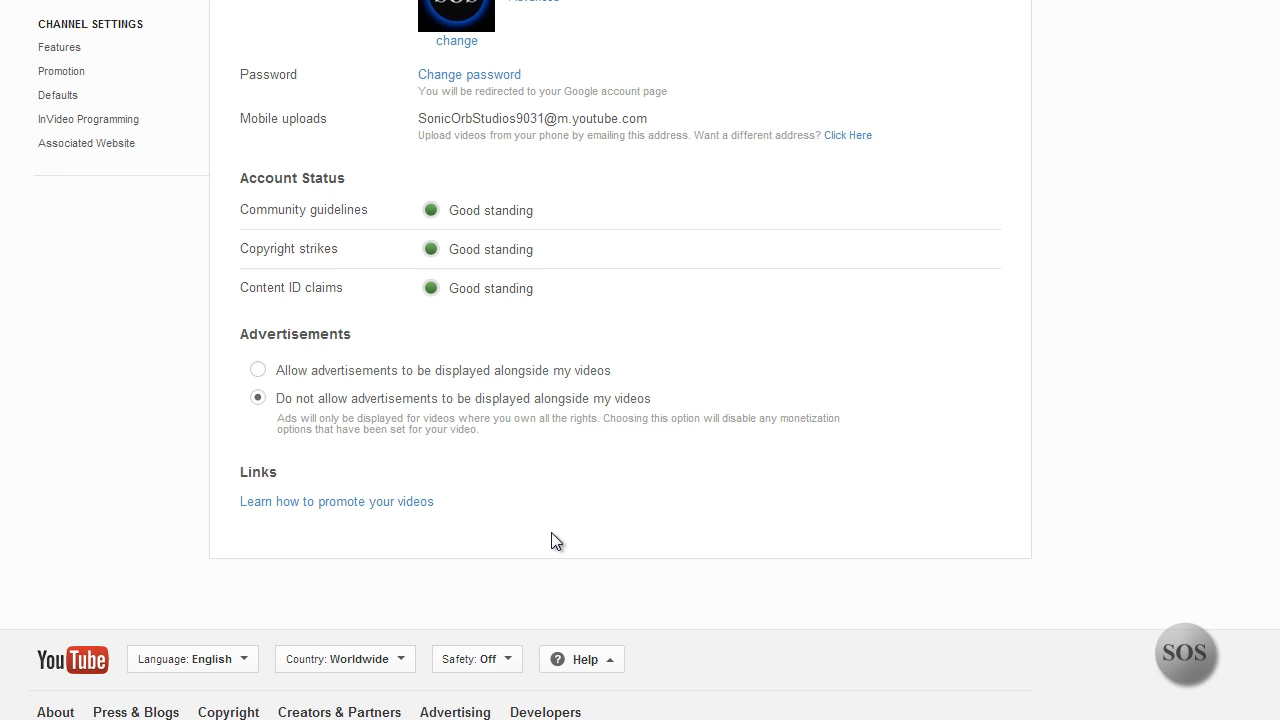 SOS
Advanced
change
CHANNEL SETTINGS
Features
Promotion
Defaults
InVideo Programming
Associated Website
Password
Change password
You will be redirected to your Google account page
Mobile uploads
SonicOrbStudios9031@m.youtube.com
Upload videos from your phone by emailing this address. Want a different address? Click Here
Account Status
Community guidelines
Good standing
Copyright strikes
Good standing
Content ID claims
Good standing
Advertisements
Allow advertisements to be displayed alongside my videos
Do not allow advertisements to be displayed alongside my videos
Ads will only be displayed for videos where you own all the rights. Choosing this option will disable any monetization
options that have been set for your video.
Links
Learn how to promote your videos
YouTube
Language: English
Country: Worldwide
Safety: Off
Help
SOS
About
Press & Blogs
Copyright
Creators & Partners
Advertising
Developers